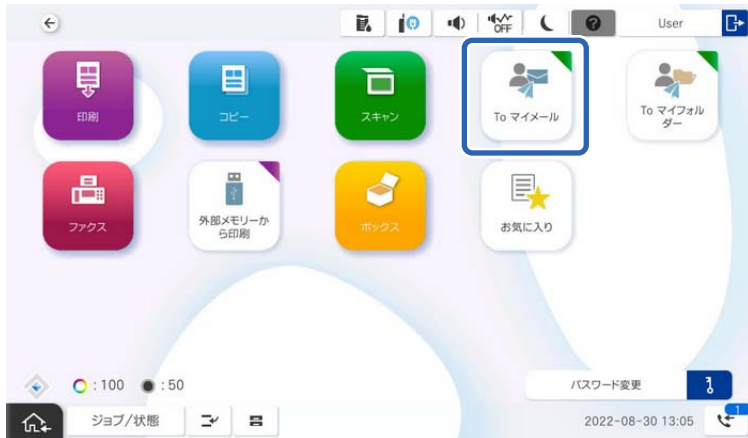 OFF
User
印刷
コピー
スキャン
To マイメール
To マイフォル
ダー
ファクス
外部メモリーか
ら印刷
ボックス
お気に入り
:100 :50
パスワード変更
ジョブ/状態
2022-08-30 13:05
1